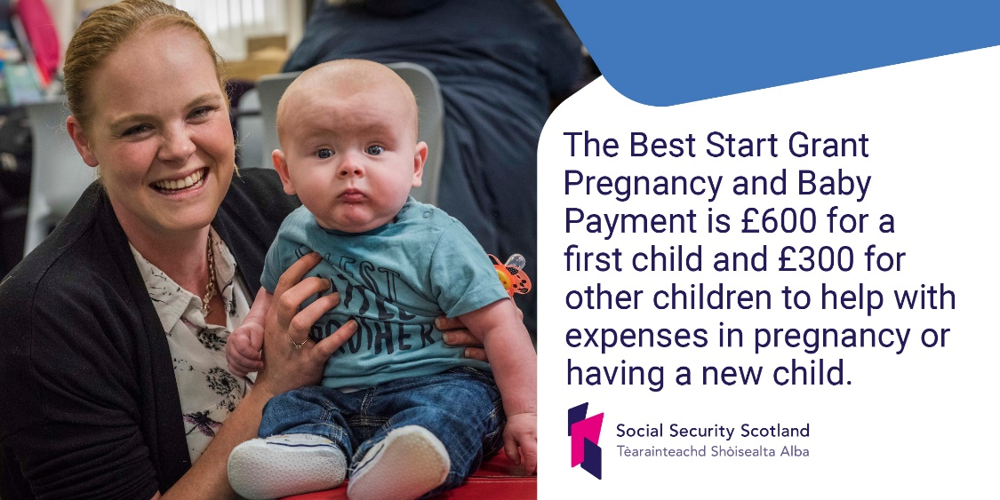 The Best Start Grant
Pregnancy and Baby
Payment is £600 for a
first child and £300 for
other children to help with
expenses in pregnancy or
having a new child.
Social Security Scotland
Tèarainteachd Shòisealta Alba
BROTHER